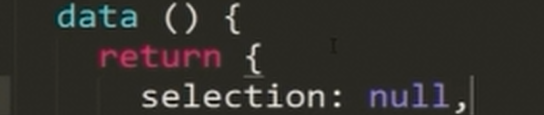 data () {
return {
selection: null,